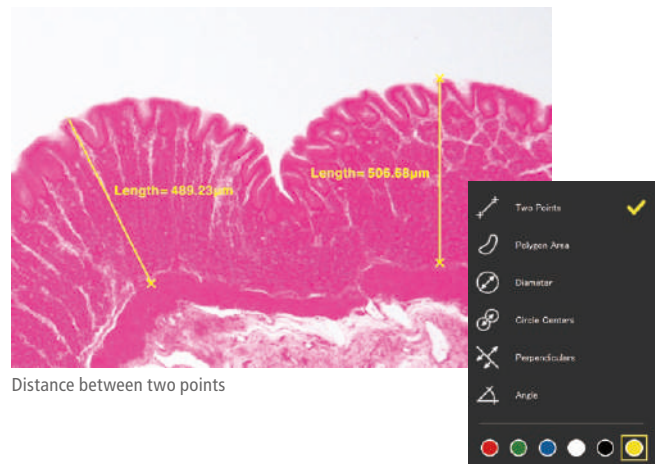 Length= 489.23µm
Length= 506.68µm
Two Points
Polygon Area
Diameter
Circle Centers
Perpendiculars
Angle
Distance between two points